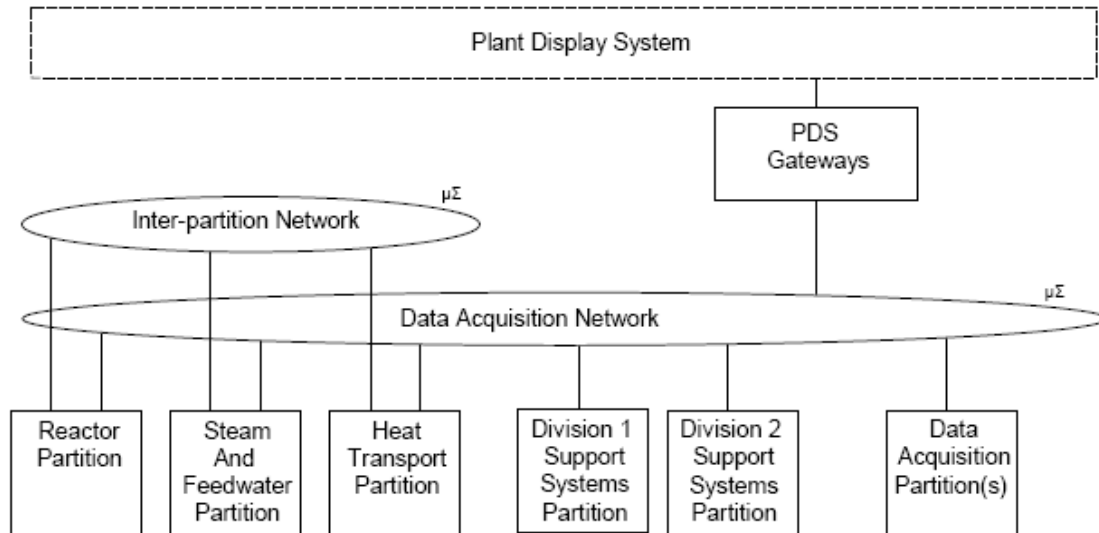 Plant Display System
PDS
Gateways
μΣ
Inter-partition Network
μΣ
Data Acquisition Network
Reactor
Partition
Steam
And
Feedwater
Partition
Heat
Transport
Partition
Division 1
Support
Systems
Partition
Division 2
Support
Systems
Partition
Data
Acquisition
Partition(s)